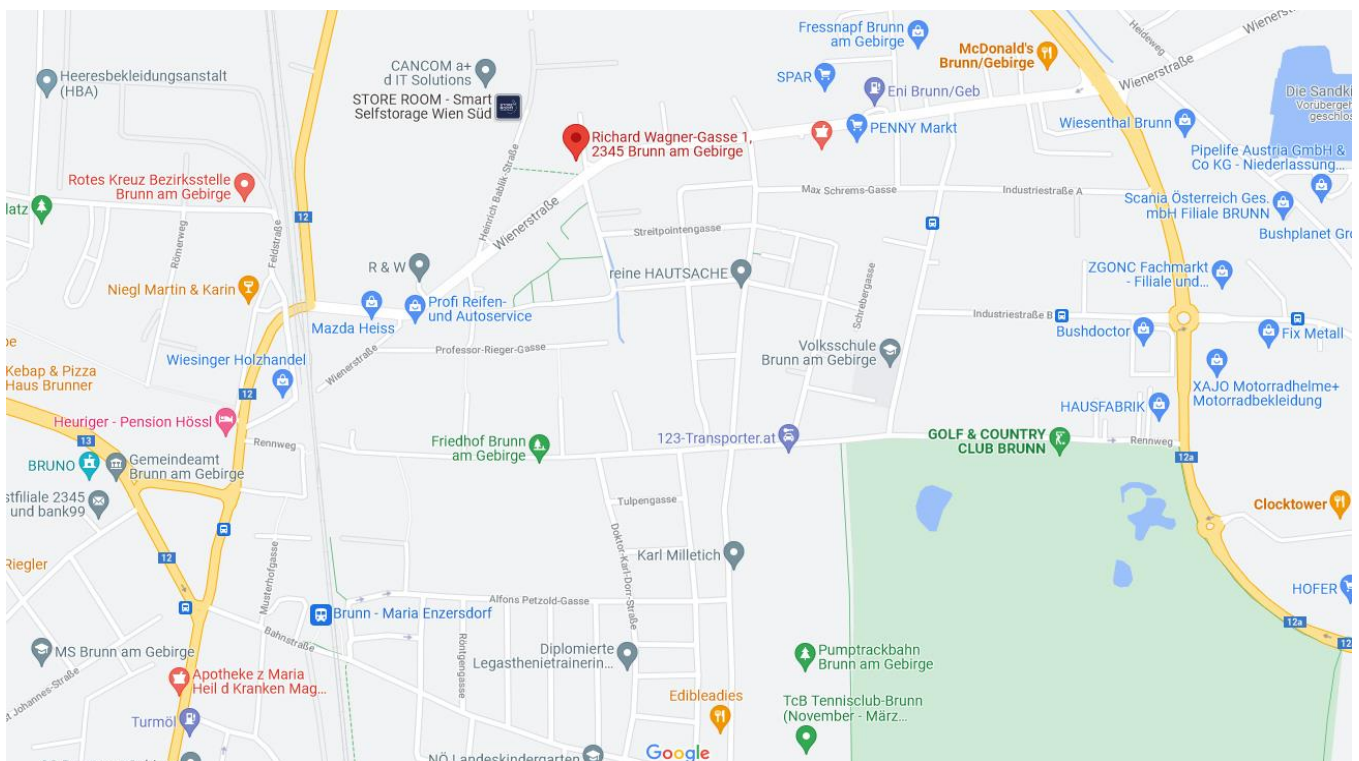 Fressnapf Brunn
am Gebirge
McDonald's
Brunn/Gebirge
Heideweg
Wienerstraße
CANCOM a+
d IT Solutions
Heeresbekleidungsanstalt
(HBA)
SPAR
Eni Brunn/Geb
STORE ROOM - Smart
Selfstorage Wien Süd
Die Sandki
Vorübergeh
geschlos
Wiesenthal Brunn
PENNY Markt
Richard Wagner-Gasse 1,
2345 Brunn am Gebirge
Pipelife Austria GmbH &
Co KG - Niederlassung...
Rotes Kreuz Bezirksstelle
Brunn am Gebirge
Heinrich Bablik-Straße
Max Schrems-Gasse
Industriestraße A
Scania Österreich Ges.
mbH Filiale BRUNN
latz
12
Römerweg
Feldstraße
Wienerstraße
Streitpointengasse
Bushplanet Gro
R & W
reine HAUTSACHE
ZGONC Fachmarkt
- Filiale und...
Niegl Martin & Karin
Profi Reifen-
und Autoservice
Schrebergasse
Mazda Heiss
Industriestraße B
Bushdoctor
Fix Metall
be
Professor-Rieger-Gasse
Volksschule
Brunn am Gebirge
Wiesinger Holzhandel
Wienerstraße
Kebap & Pizza
Haus Brunner
12
XAJO Motorradhelme+
Motorradbekleidung
HAUSFABRIK
Heuriger - Pension Hössl
13
Rennweg
Friedhof Brunn
am Gebirge
123-Transporter.at
GOLF & COUNTRY
CLUB BRUNN
Rennweg
12a
BRUNO
Gemeindeamt
Brunn am Gebirge
stfiliale 2345
und bank99
Tulpengasse
Clocktower
Doktor-Karl-Dorr-Straße
12
Riegler
Karl Milletich
HOFER
Musterhofgasse
Alfons Petzold-Gasse
Brunn - Maria Enzersdorf
12a
12a
Bahnstraße
Röntgengasse
MS Brunn am Gebirge
Diplomierte
Legasthenietrainerin...
Pumptrackbahn
Brunn am Gebirge
Apotheke z Maria
Heil d Kranken Mag...
t Johannes-Straße
Edibleadies
TcB Tennisclub-Brunn
(November - März...
Turmöl
NÖ Landeskindergarten
Google